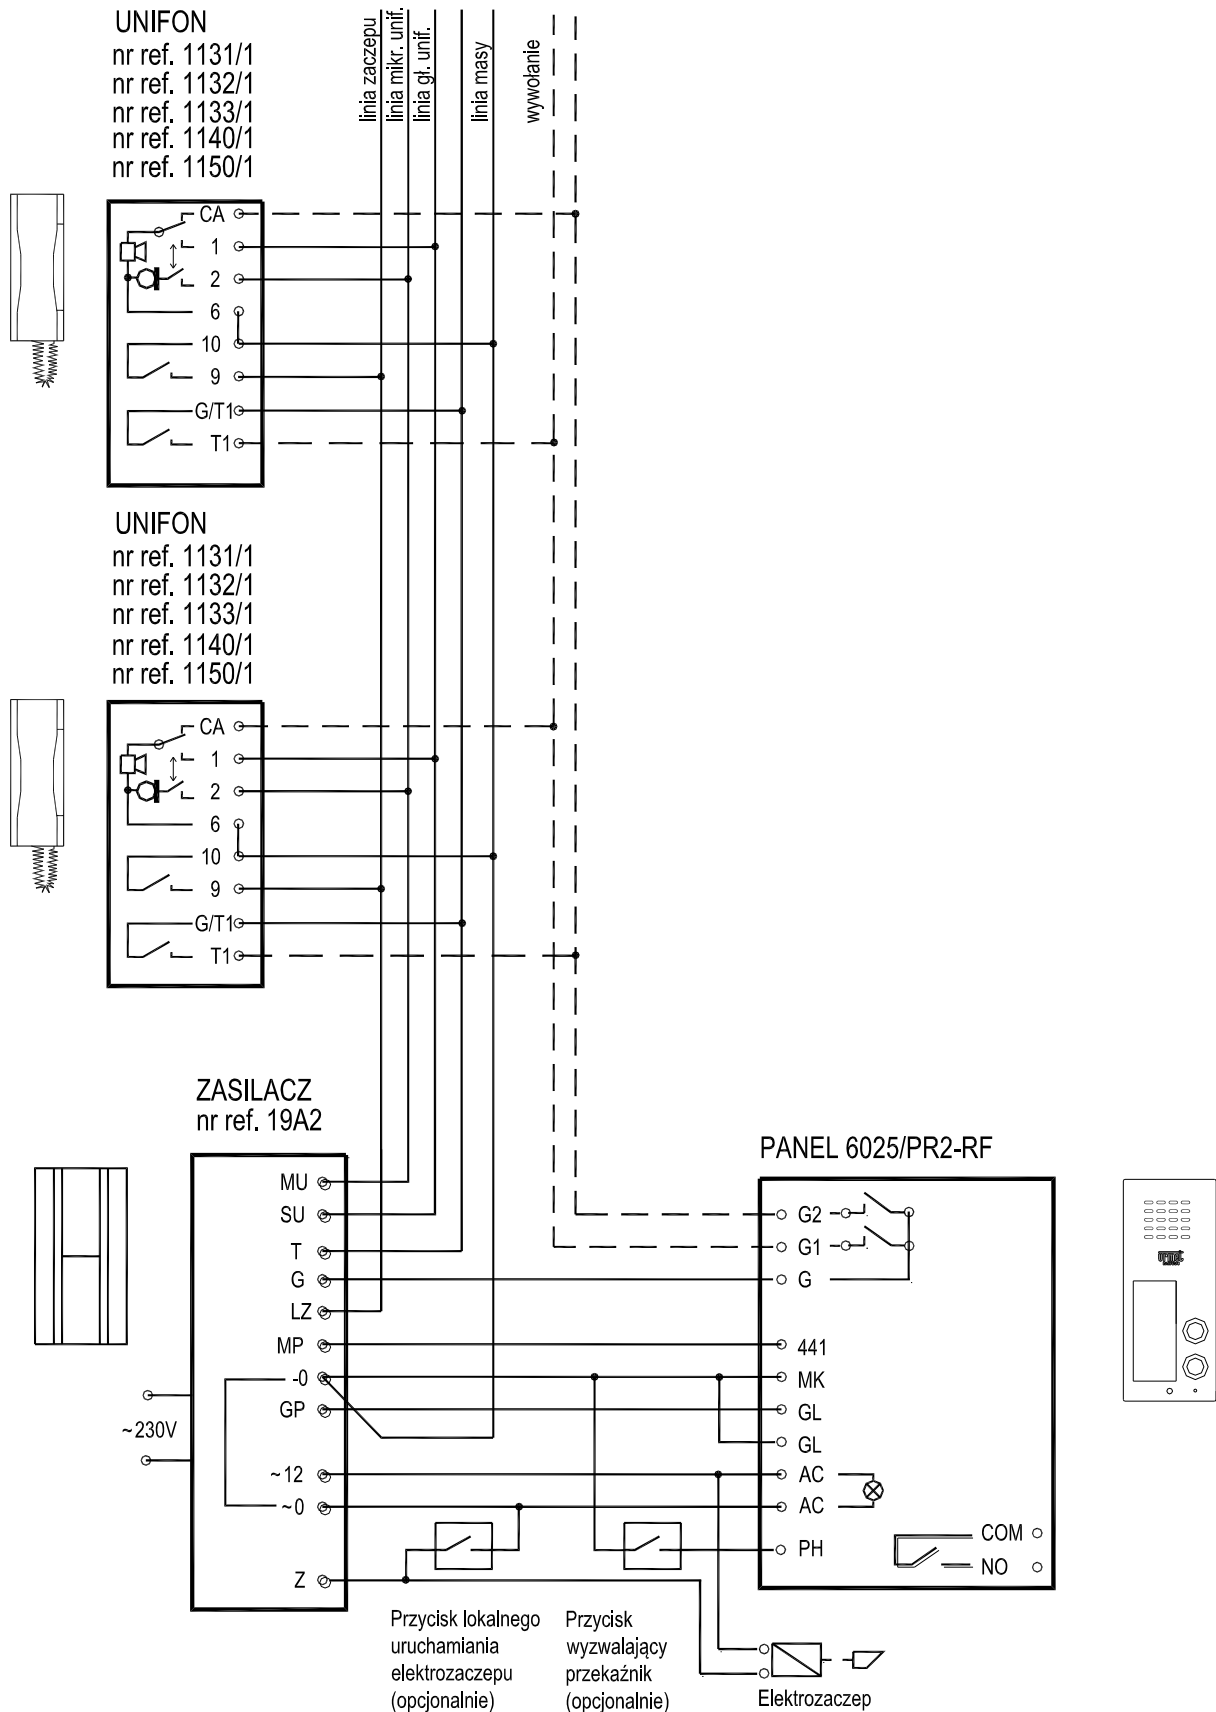 UNIFON
nr ref. 1131/1
nr ref. 1132/1
nr ref. 1133/1
nr ref. 1140/1
nr ref. 1150/1
linia zaczepu
linia mikr. unif.
linia gł. unif.
linia masy
wywołanie
CA
1
2
6
10
9
G/T1
T1
UNIFON
nr ref. 1131/1
nr ref. 1132/1
nr ref. 1133/1
nr ref. 1140/1
nr ref. 1150/1
CA
1
2
6
10
9
G/T1
T1
ZASILACZ
nr ref. 19A2
MU
SU
T
G
LZ
MP
-0
GP
~12
~0
Z
~230V
PANEL 6025/PR2-RF
G2
G1
G
441
MK
GL
GL
AC
AC
PH
COM
NO
urmet
Przycisk lokalnego
uruchamiania
elektrozaczepu
(opcjonalnie)
Przycisk
wyzwalający
przekaźnik
(opcjonalnie)
Elektrozaczep